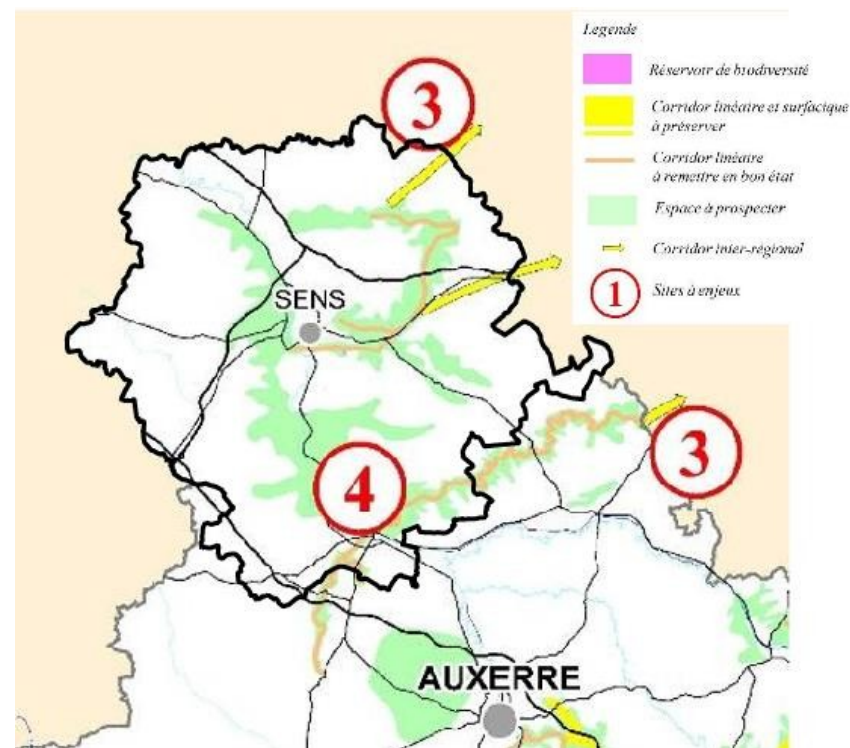 Legende
Réservoir de biodiversité
Corridor linéaire et surfacique
à préserver
Corridor linéaire
à remettre en bon état
Espace à prospecter
Corridor inter-régional
1
Sites à enjeux
3
SENS
4
3
AUXERRE